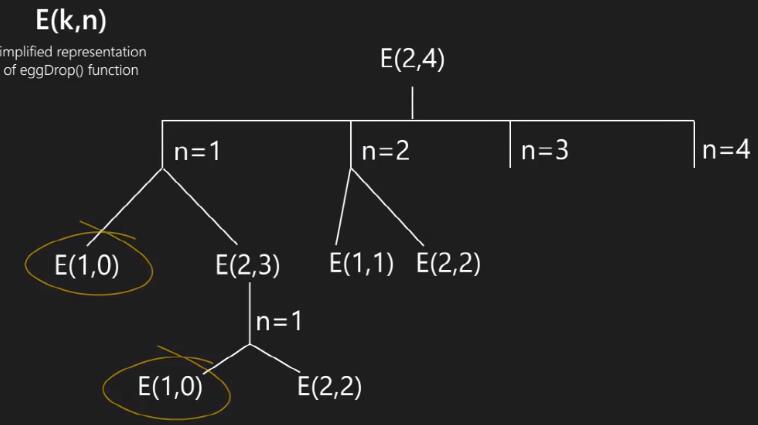 E(k,n)
implified representation
of eggDrop() function
E(2,4)
n=1
n=2
n=3
n=4
E(1,0)
E(2,3)
E(1,1)
E(2,2)
n=1
E(1,0)
E(2,2)